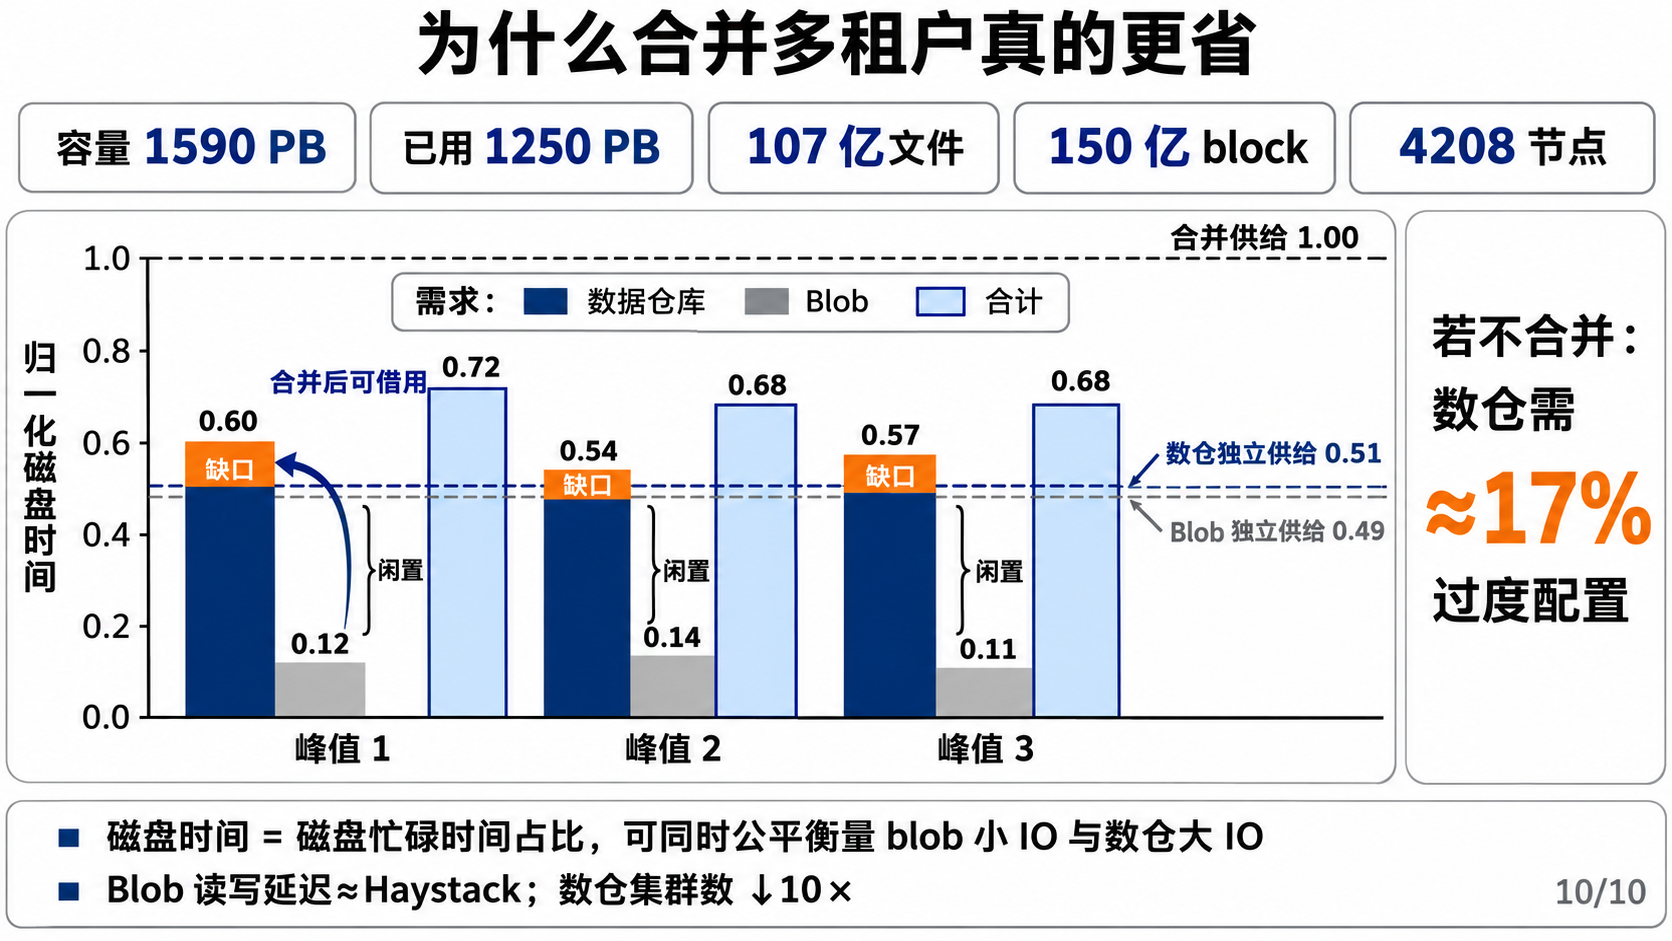 为什么合并多租户真的更省
容量 1590 PB
已用 1250 PB
107 亿文件
150 亿 block
4208 节点
合并供给 1.00
需求：
数据仓库
Blob
合计
归一化磁盘时间
1.0
0.8
0.6
0.4
0.2
0.0
合并后可借用
0.60
缺口
0.12
闲置
0.72
0.54
缺口
0.14
闲置
0.68
0.57
缺口
0.11
闲置
0.68
数仓独立供给 0.51
Blob 独立供给 0.49
峰值 1
峰值 2
峰值 3
若不合并：
数仓需
≈17%
过度配置
磁盘时间 = 磁盘忙碌时间占比，可同时公平衡量 blob 小 IO 与数仓大 IO
Blob 读写延迟≈Haystack；数仓集群数 ↓10×
10/10